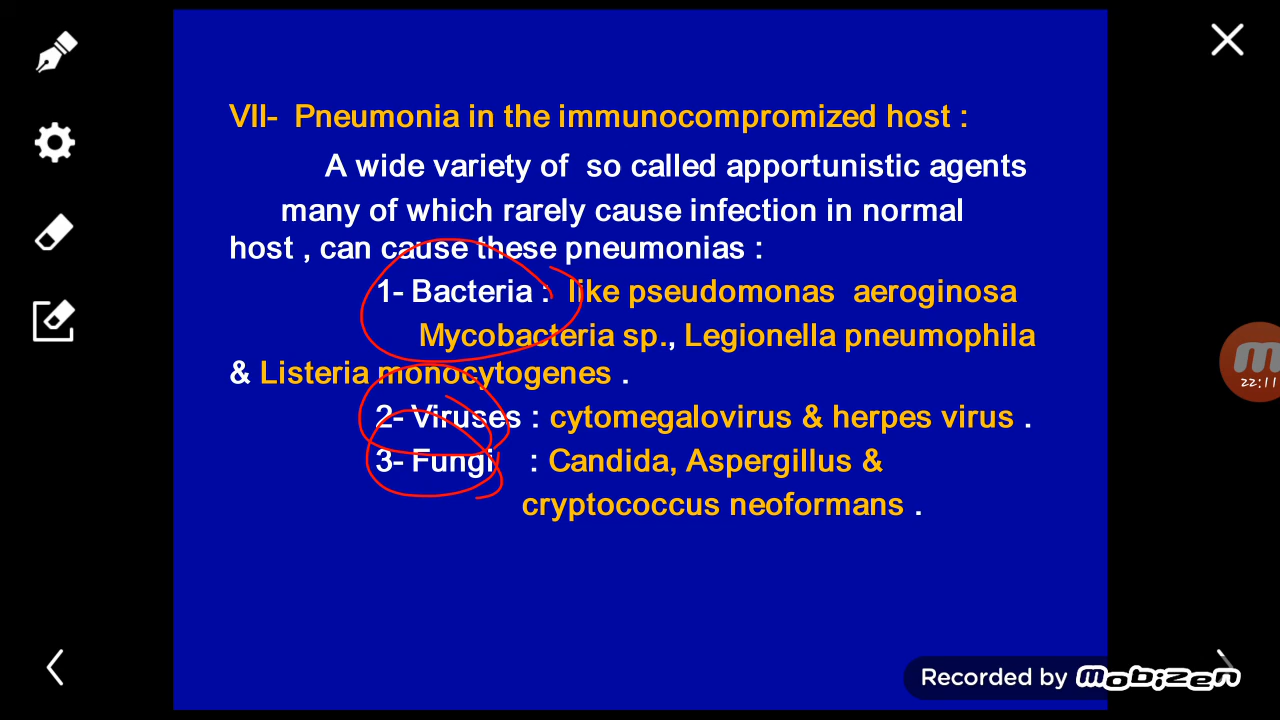 VII- Pneumonia in the immunocompromized host :
A wide variety of so called apportunistic agents
many of which rarely cause infection in normal
host , can cause these pneumonias :
1- Bacteria : like pseudomonas aeroginosa
Mycobacteria sp., Legionella pneumophila
& Listeria monocytogenes .
2- Viruses : cytomegalovirus & herpes virus .
3- Fungi : Candida, Aspergillus &
cryptococcus neoformans .
22:11
Recorded by mobizen